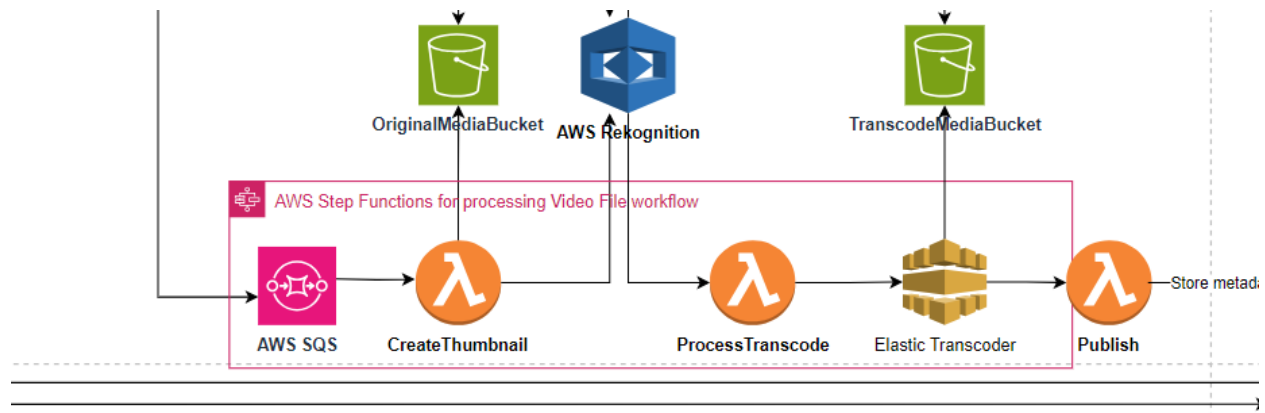 OriginalMediaBucket
AWS Rekognition
TranscodeMediaBucket
AWS Step Functions for processing Video File workflow
Store metada
AWS SQS
CreateThumbnail
ProcessTranscode
Elastic Transcoder
Publish